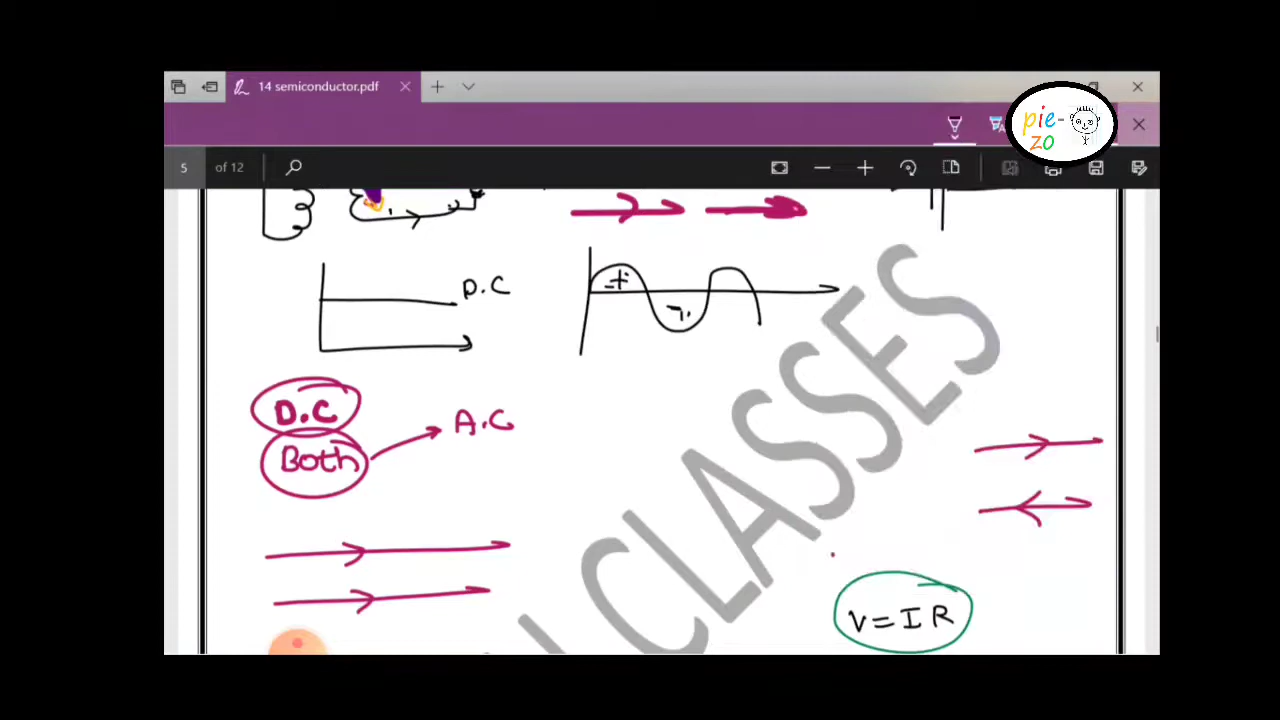 14 semiconductor.pdf
pie-
zo
5 of 12
D.C
+
-
D.C
A.C
Both
CLASSES
V = I R